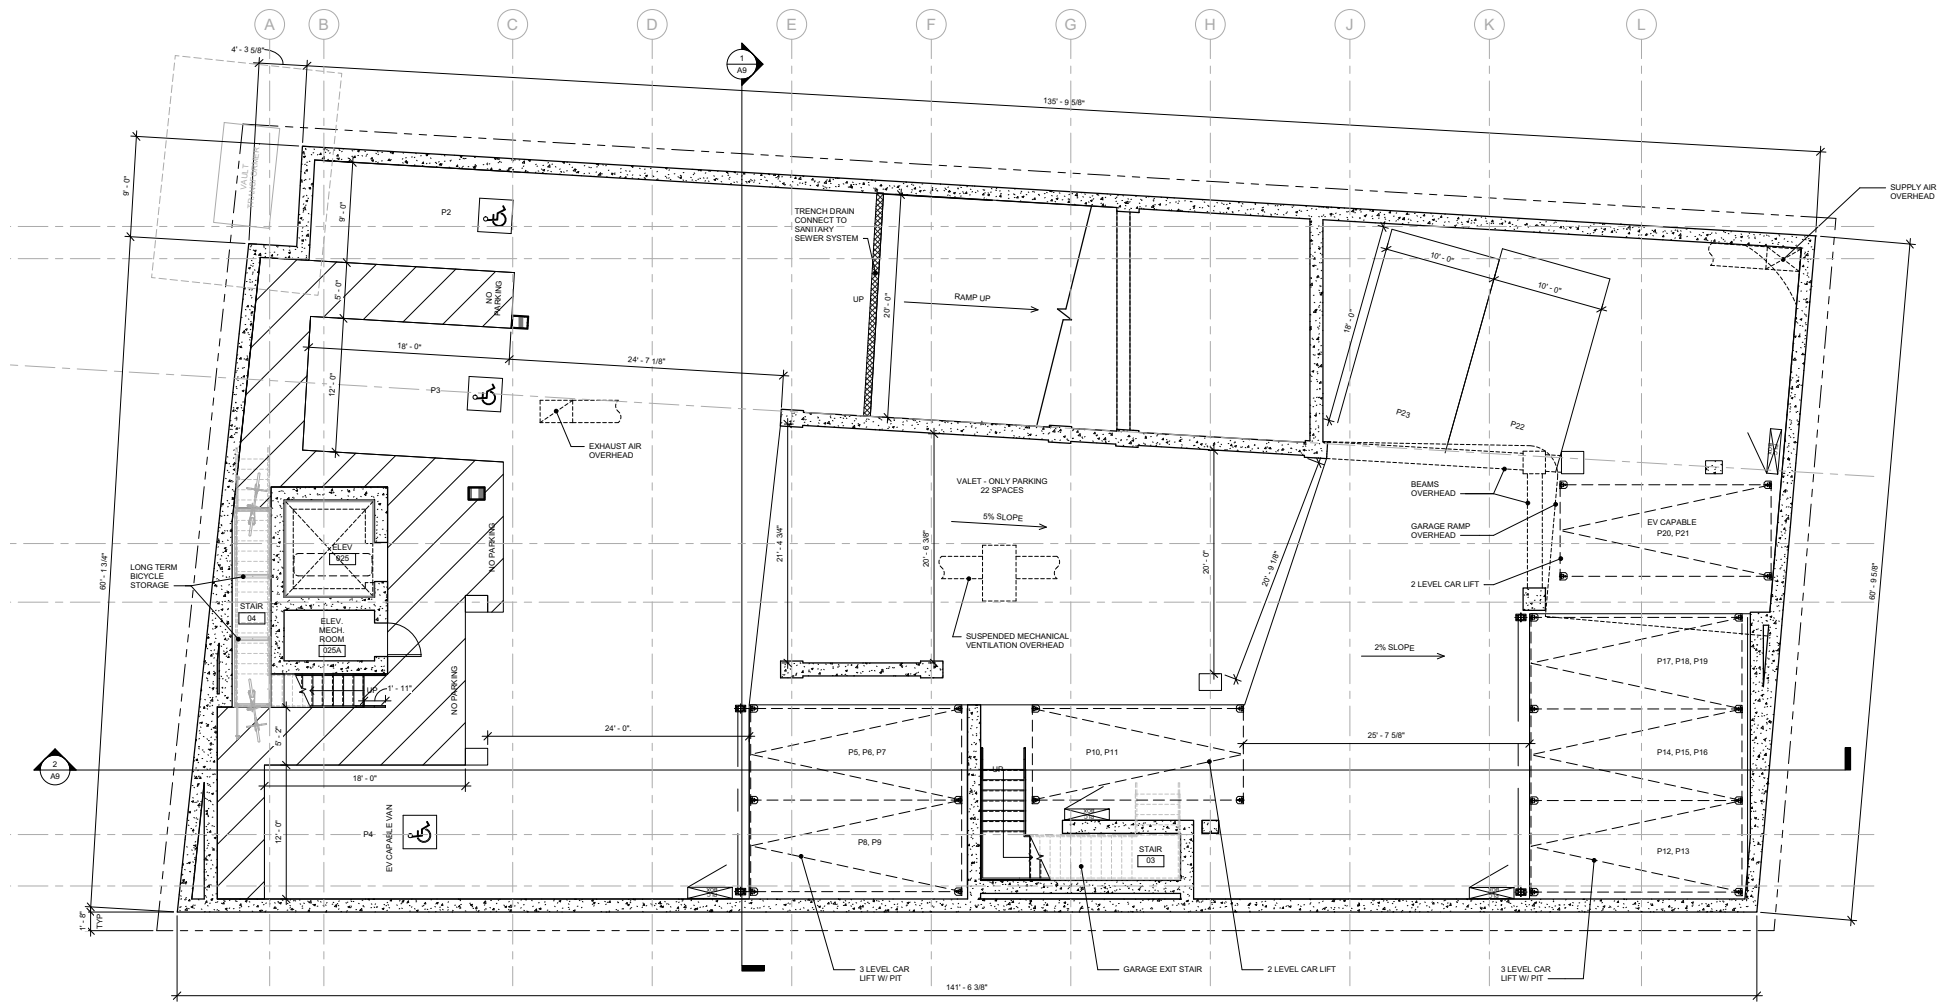 A
B
C
D
E
F
G
H
J
K
L
4' - 3 5/8"
1
A9
135' - 9 5/8"
VAULT
9' - 0"
P2
9' - 0"
TRENCH DRAIN
CONNECT TO
SANITARY
SEWER SYSTEM
SUPPLY AIR
OVERHEAD
NO
PARKING
5' - 0"
UP
20' - 0"
RAMP UP
10' - 0"
10' - 0"
18' - 0"
18' - 0"
24' - 7 1/8"
P3
12' - 0"
EXHAUST AIR
OVERHEAD
P23
P22
VALET - ONLY PARKING
22 SPACES
5% SLOPE
BEAMS
OVERHEAD
GARAGE RAMP
OVERHEAD
EV CAPABLE
P20, P21
2 LEVEL CAR LIFT
NO PARKING
21' - 4 3/4"
20' - 6 3/8"
20' - 0"
20' - 9 1/8"
60' - 1 3/4"
60' - 9 5/8"
LONG TERM
BICYCLE
STORAGE
ELEV
025
STAIR
04
ELEV.
MECH.
ROOM
025A
SUSPENDED MECHANICAL
VENTILATION OVERHEAD
2% SLOPE
P17, P18, P19
NO PARKING
UP
1' - 11"
5' - 2"
24' - 0".
25' - 7 5/8"
P5, P6, P7
P10, P11
P14, P15, P16
2
A9
18' - 0"
UP
P4
12' - 0"
EV CAPABLE VAN
P8, P9
STAIR
03
P12, P13
1' - 8"
TYP
3 LEVEL CAR
LIFT W/ PIT
GARAGE EXIT STAIR
2 LEVEL CAR LIFT
3 LEVEL CAR
LIFT W/ PIT
141' - 6 3/8"